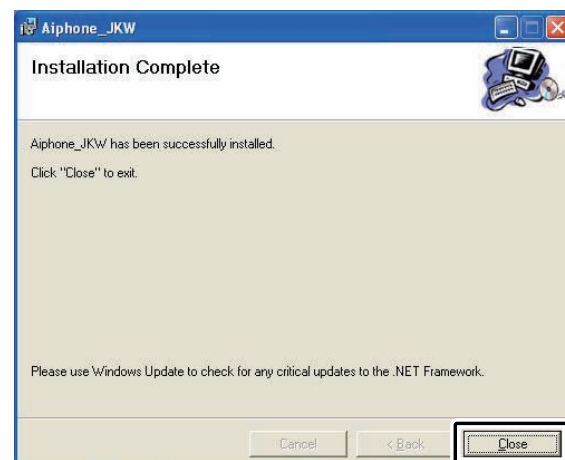 Aiphone_JKW
Installation Complete
Aiphone_JKW has been successfully installed.
Click "Close" to exit.
Please use Windows Update to check for any critical updates to the .NET Framework.
Cancel < Back Close